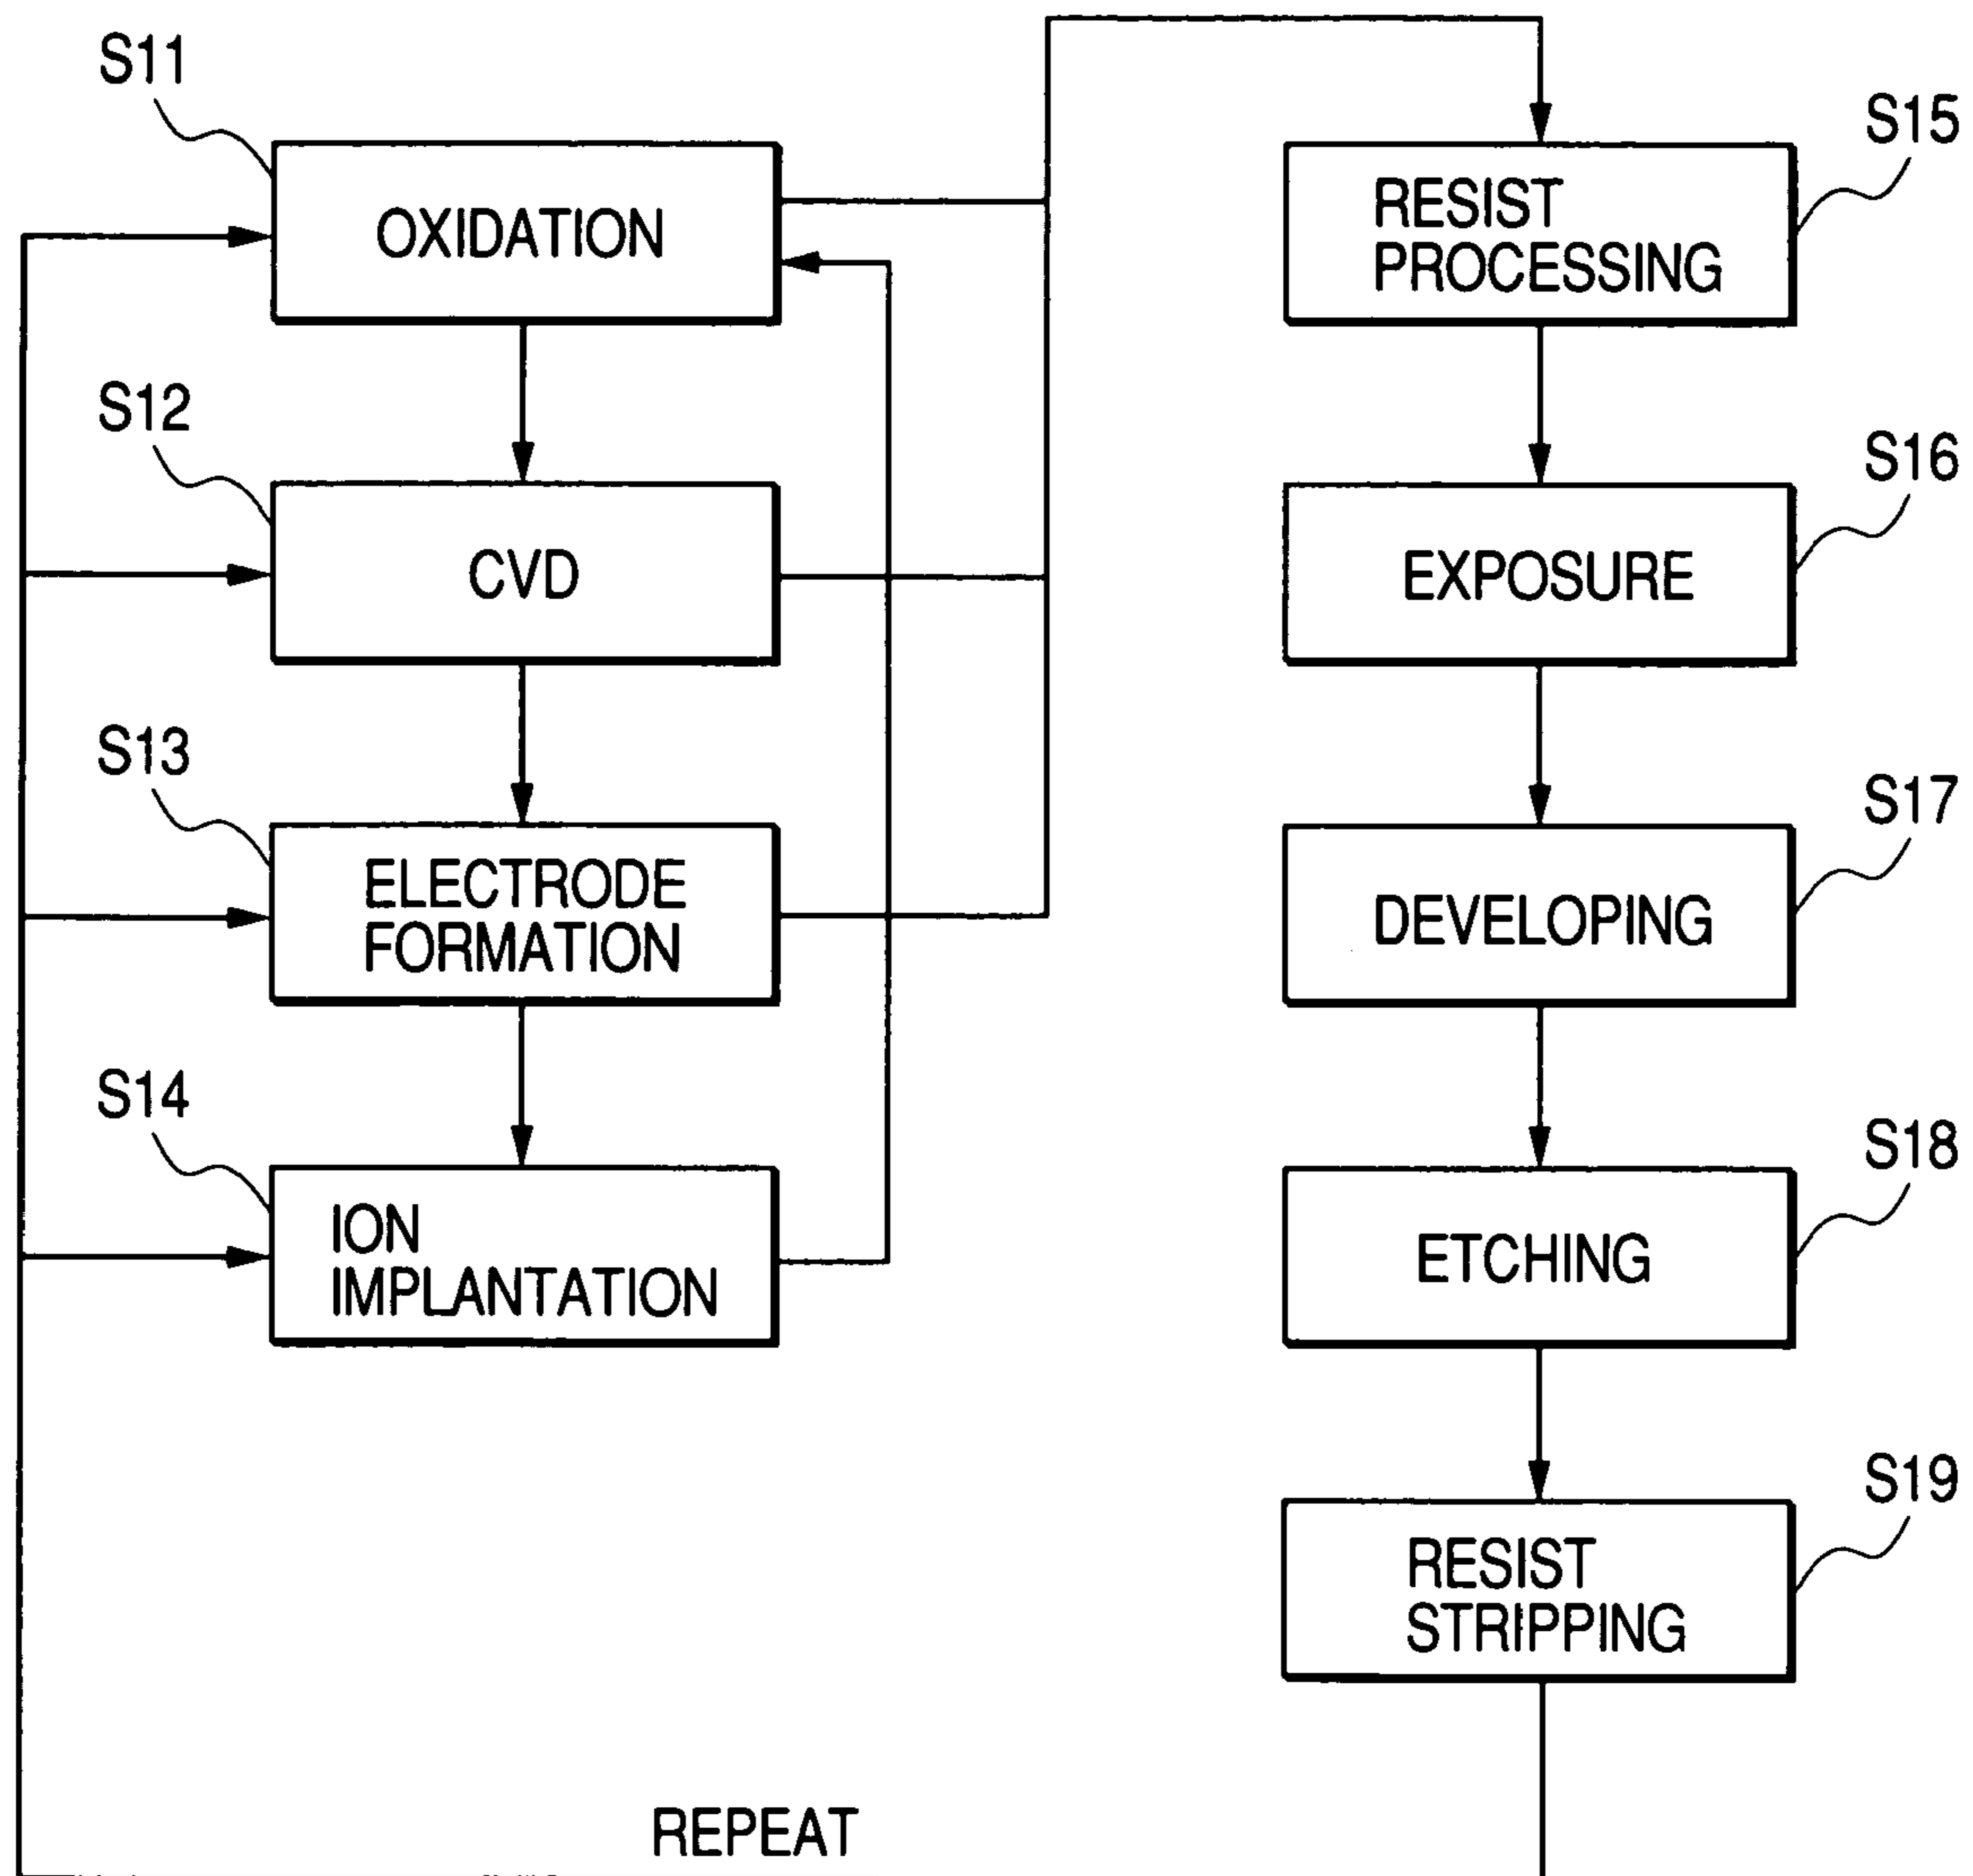 S11
OXIDATION
S12
CVD
S13
ELECTRODE
FORMATION
S14
ION
IMPLANTATION
S15
RESIST
PROCESSING
S16
EXPOSURE
S17
DEVELOPING
S18
ETCHING
S19
RESIST
STRIPPING
REPEAT